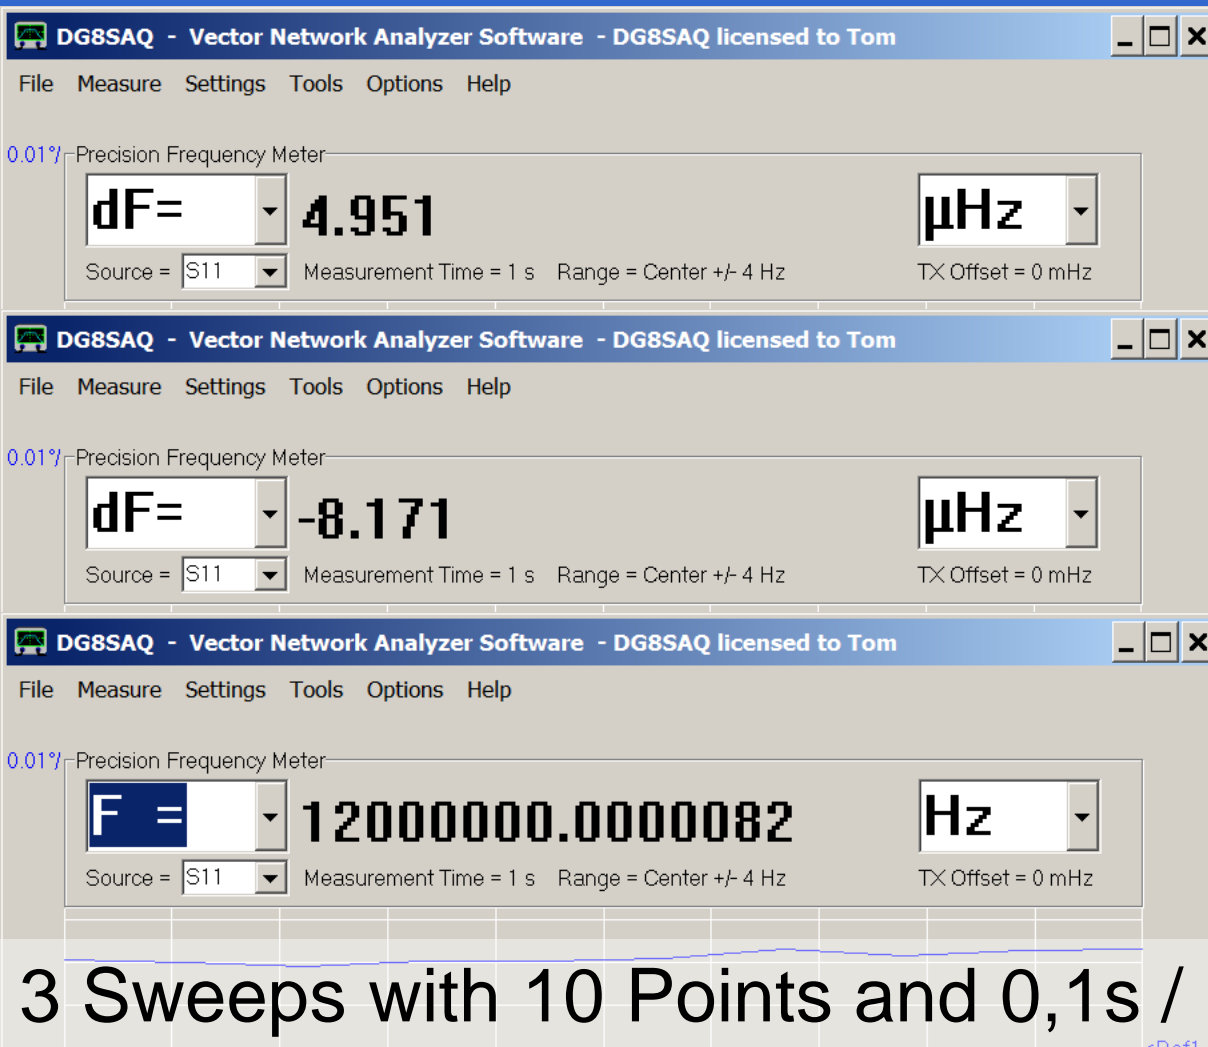 DG8SAQ - Vector Network Analyzer Software - DG8SAQ licensed to Tom
File Measure Settings Tools Options Help
0.01°/ Precision Frequency Meter
dF= 4.951 µHz
Source = S11 Measurement Time = 1 s Range = Center +/- 4 Hz TX Offset = 0 mHz
DG8SAQ - Vector Network Analyzer Software - DG8SAQ licensed to Tom
File Measure Settings Tools Options Help
0.01°/ Precision Frequency Meter
dF= -8.171 µHz
Source = S11 Measurement Time = 1 s Range = Center +/- 4 Hz TX Offset = 0 mHz
DG8SAQ - Vector Network Analyzer Software - DG8SAQ licensed to Tom
File Measure Settings Tools Options Help
0.01°/ Precision Frequency Meter
F = 12000000.0000082 Hz
Source = S11 Measurement Time = 1 s Range = Center +/- 4 Hz TX Offset = 0 mHz
3 Sweeps with 10 Points and 0,1s /